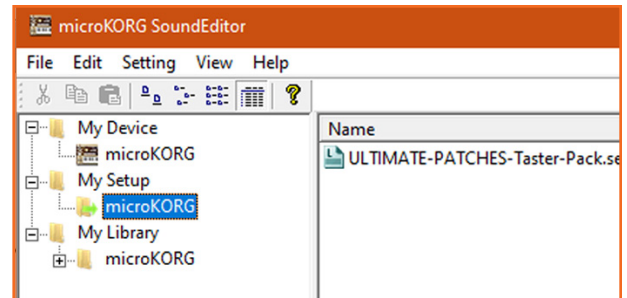 microKORG SoundEditor
File Edit Setting View Help
My Device
microKORG
My Setup
microKORG
My Library
microKORG
Name
ULTIMATE-PATCHES-Taster-Pack.se